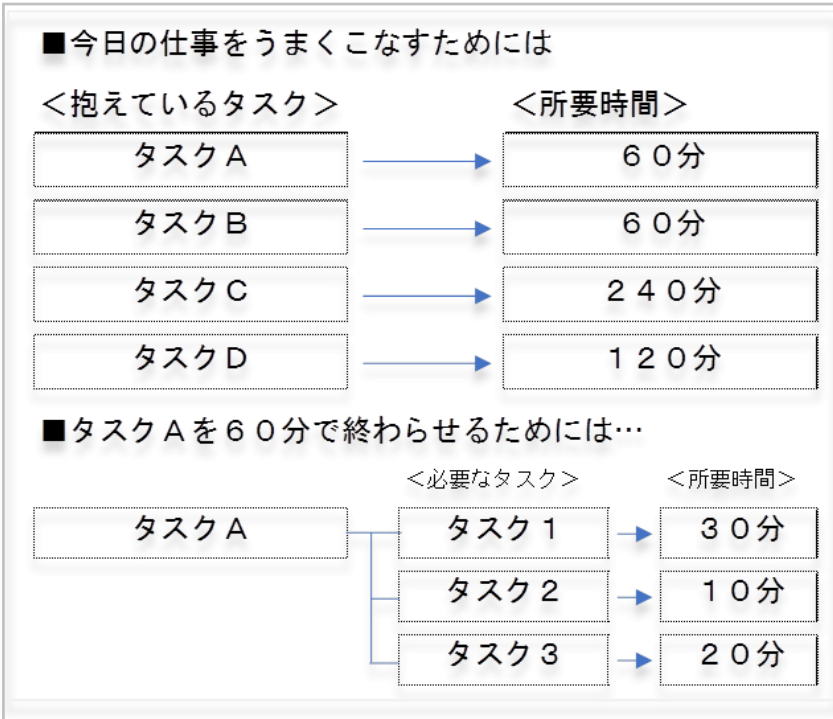 ■今日の仕事をうまくこなすためには
＜抱えているタスク＞ ＜所要時間＞
タスクA ６０分
タスクB ６０分
タスクC ２４０分
タスクD １２０分
■タスクAを６０分で終わらせるためには…
＜必要なタスク＞ ＜所要時間＞
タスクA タスク１ ３０分
タスク２ １０分
タスク３ ２０分